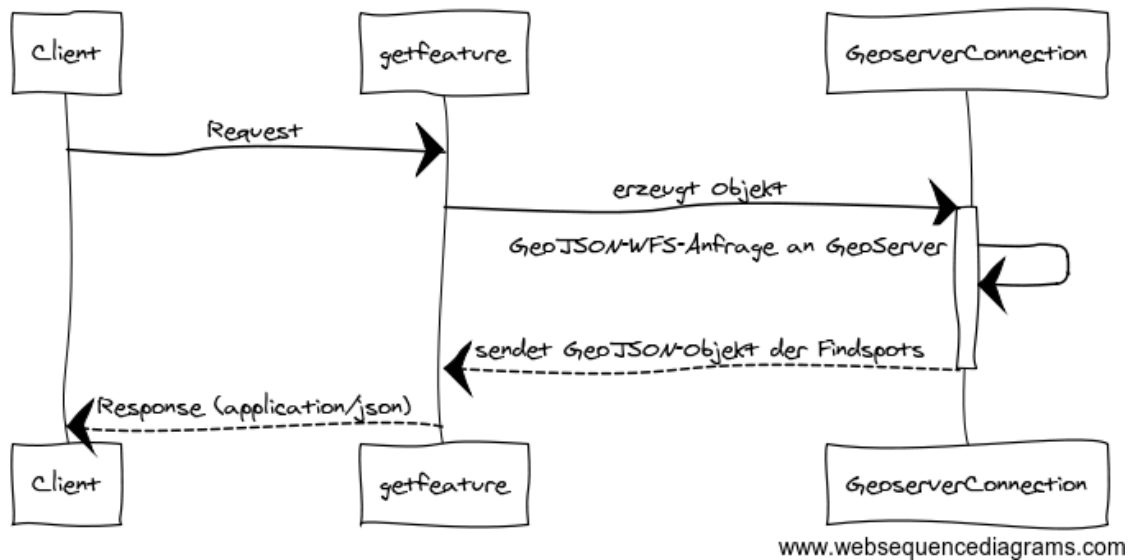 Client
getfeature
GeoserverConnection
Request
erzeugt Objekt
GeoJSON-WFS-Anfrage an GeoServer
sendet GeoJSON-Objekt der Findspots
Response (application/json)
Client
getfeature
GeoserverConnection
www.websequencediagrams.com